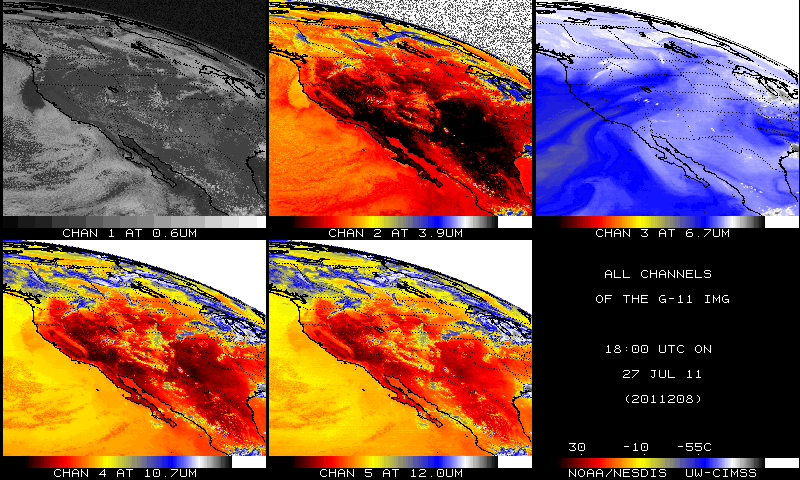 CHAN 1 AT 0.6UM
CHAN 2 AT 3.9UM
CHAN 3 AT 6.7UM
ALL CHANNELS
OF THE G-11 IMG
18:00 UTC ON
27 JUL 11
(2011208)
30 -10 -55C
CHAN 4 AT 10.7UM
CHAN 5 AT 12.0UM
NOAA/NESDIS UW-CIMSS